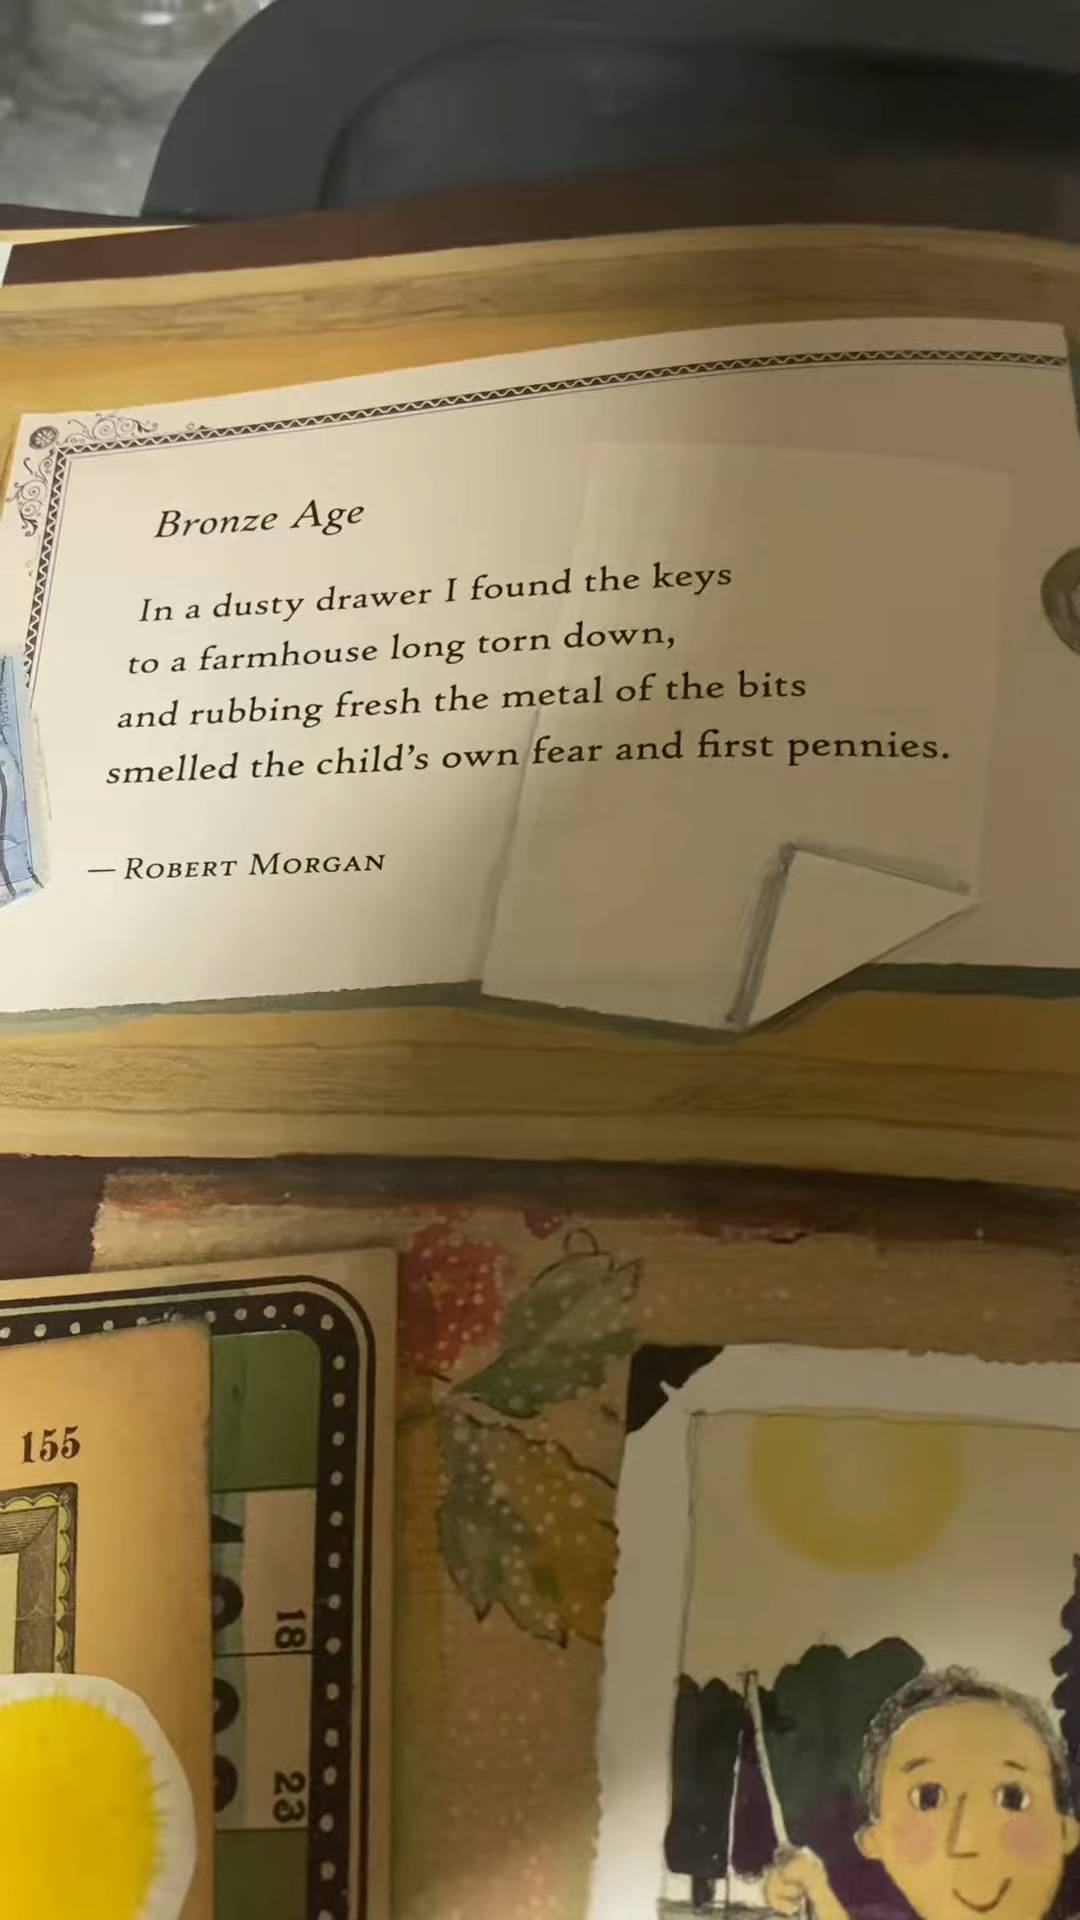 Bronze Age
In a dusty drawer I found the keys
to a farmhouse long torn down,
and rubbing fresh the metal of the bits
smelled the child's own fear and first pennies.
— ROBERT MORGAN
155
18
23